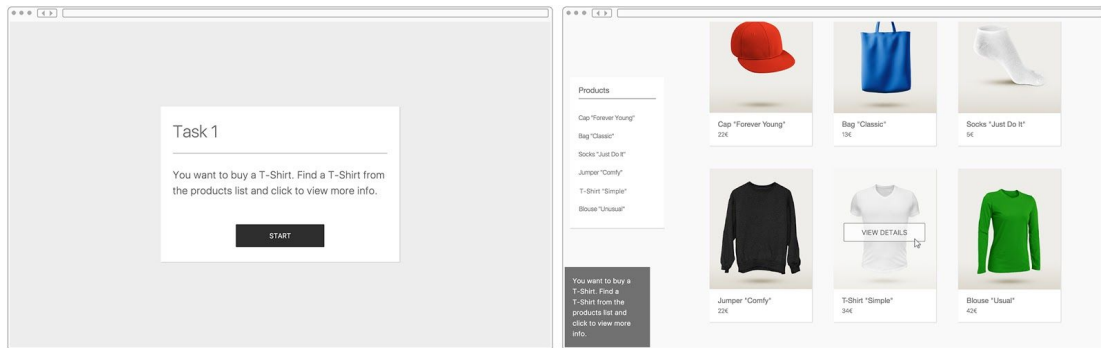 Task 1
You want to buy a T-Shirt. Find a T-Shirt from
the products list and click to view more info.
START
Products
Cap "Forever Young"
Bag "Classic"
Socks "Just Do It"
Jumper "Comfy"
T-Shirt "Simple"
Blouse "Unusual"
You want to buy a
T-Shirt. Find a
T-Shirt from the
products list and
click to view more
info.
Cap "Forever Young"
22€
Bag "Classic"
13€
Socks "Just Do It"
9€
VIEW DETAILS
Jumper "Comfy"
22€
T-Shirt "Simple"
34€
Blouse "Usual"
42€